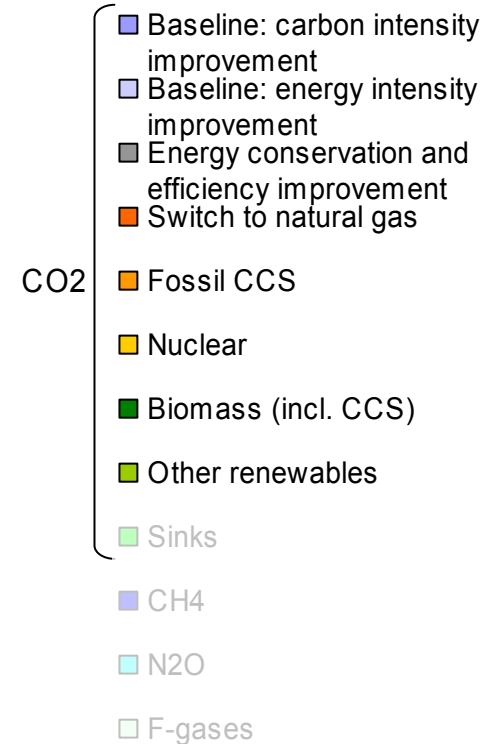 Baseline: carbon intensity
improvement
Baseline: energy intensity
improvement
Energy conservation and
efficiency improvement
Switch to natural gas
CO2
Fossil CCS
Nuclear
Biomass (incl. CCS)
Other renewables
Sinks
CH4
N2O
F-gases